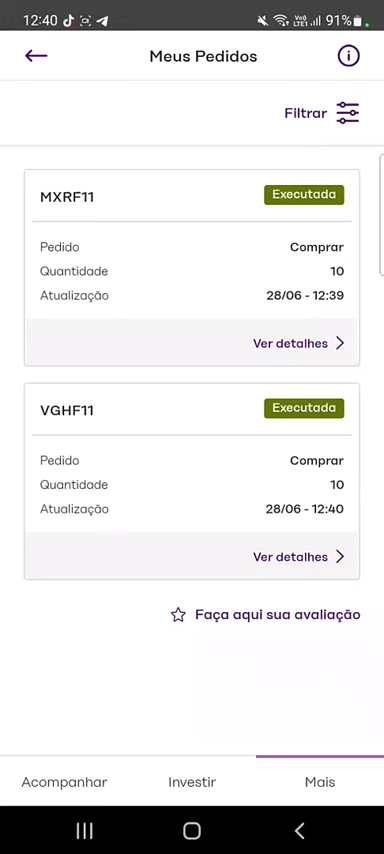 12:40 91%
Meus Pedidos
Filtrar
MXRF11 Executada
Pedido Comprar
Quantidade 10
Atualização 28/06 - 12:39
Ver detalhes
VGHF11 Executada
Pedido Comprar
Quantidade 10
Atualização 28/06 - 12:40
Ver detalhes
Faça aqui sua avaliação
Acompanhar Investir Mais